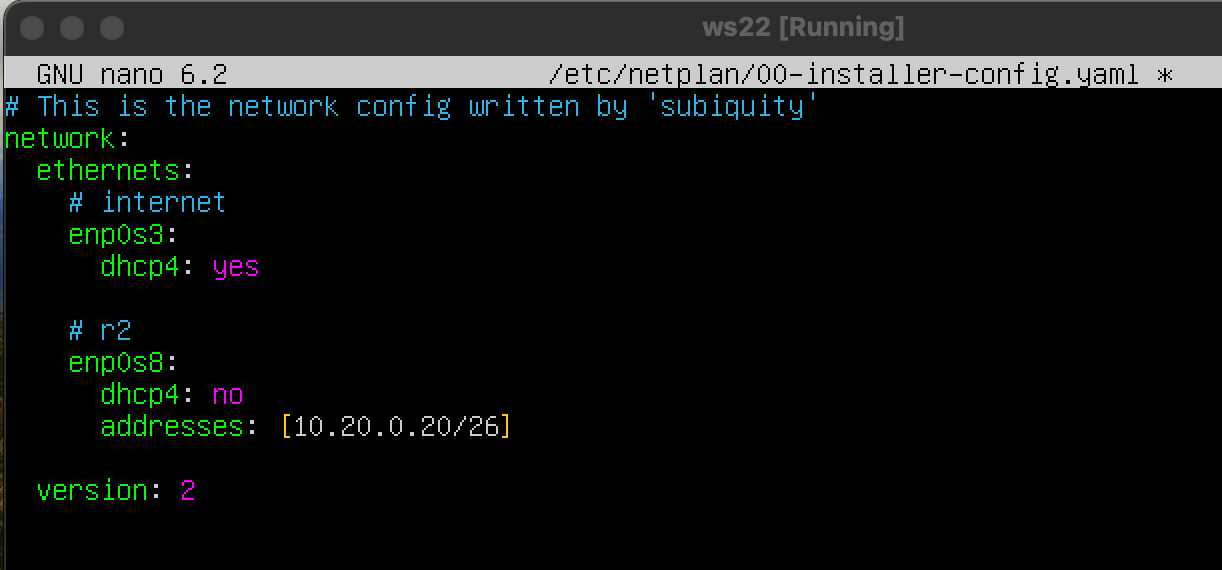 ws22 [Running]
GNU nano 6.2 /etc/netplan/00-installer-config.yaml *
# This is the network config written by 'subiquity'
network:
  ethernets:
    # internet
    enp0s3:
      dhcp4: yes
    # r2
    enp0s8:
      dhcp4: no
      addresses: [10.20.0.20/26]
  version: 2